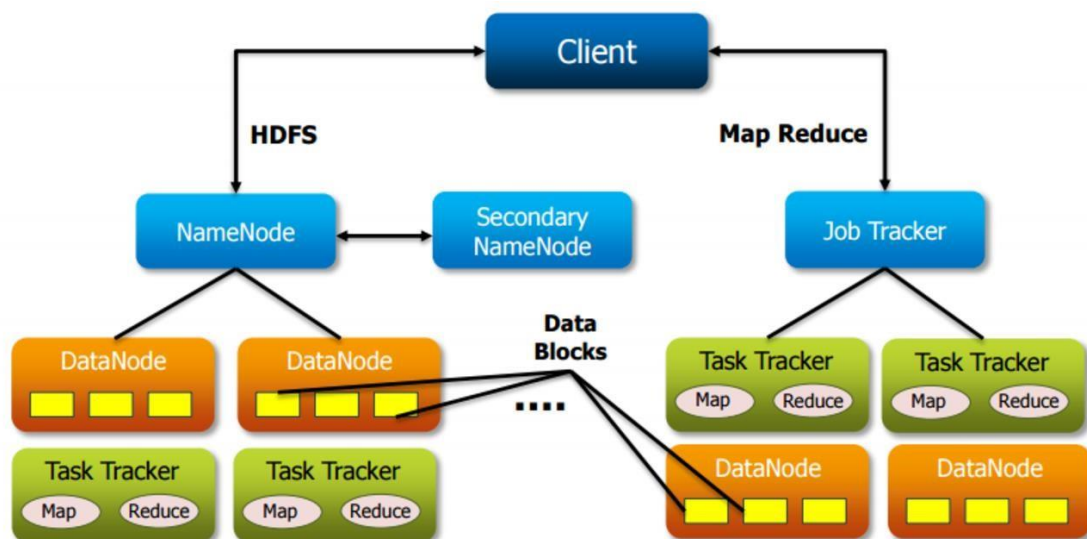 Client
HDFS
Map Reduce
NameNode
Secondary
NameNode
Job Tracker
Data
Blocks
DataNode
DataNode
....
Task Tracker
Map
Reduce
Task Tracker
Map
Reduce
Task Tracker
Map
Reduce
Task Tracker
Map
Reduce
DataNode
DataNode